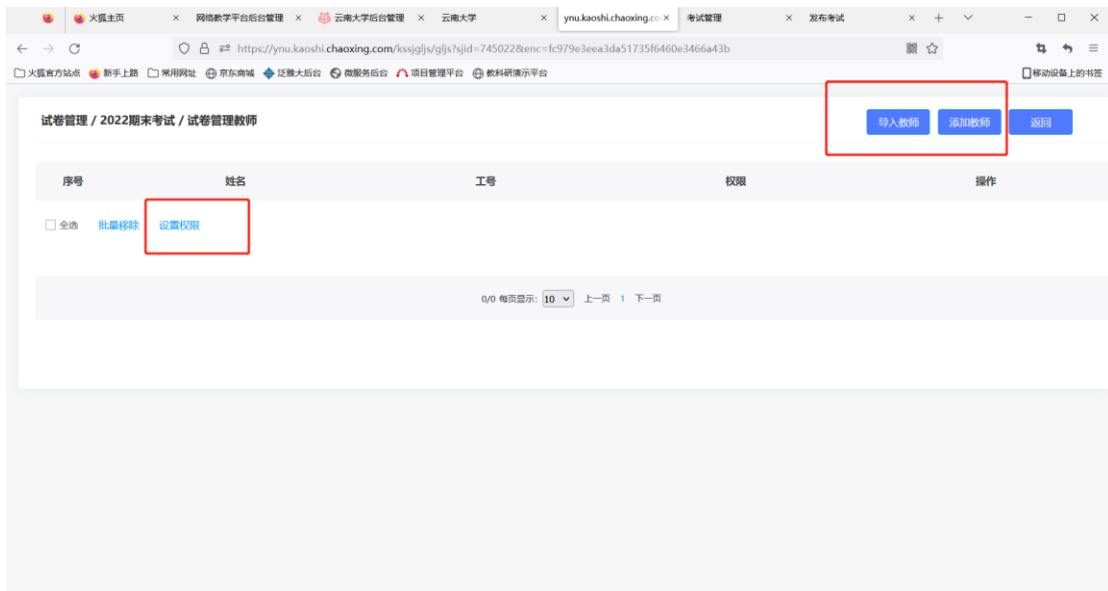 火狐主页 网络教学平台后台管理 云南大学后台管理 云南大学 ynu.kaoshi.chaoxing.co 考试管理 发布考试
https://ynu.kaoshi.chaoxing.com/kssjgljs/gljs?sjid=745022&enc=fc979e3eea3da51735f6460e3466a43b
火狐官方站点 新手上路 常用网址 京东商城 泛雅大后台 微服务后台 项目管理平台 教科研演示平台 移动设备上的书签
试卷管理 / 2022期末考试 / 试卷管理教师 导入教师 添加教师 返回
序号 姓名 工号 权限 操作
全选 批量移除 设置权限
0/0 每页显示: 10 上一页 1 下一页